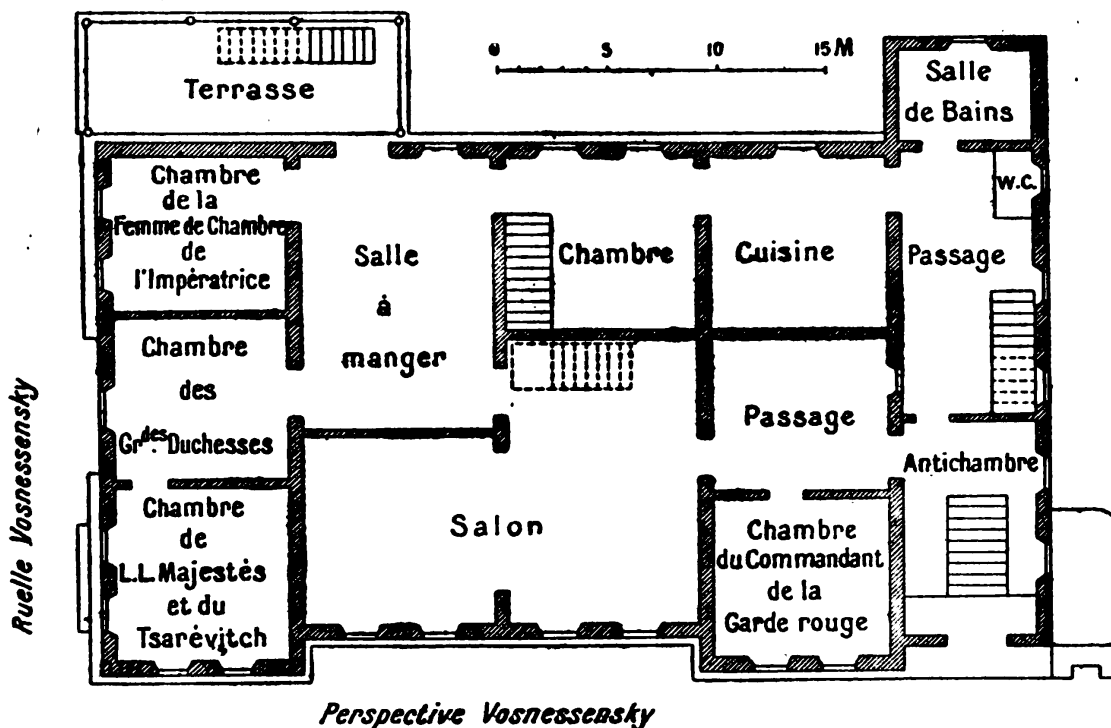 0 5 10 15 M
Terrasse
Salle
de Bains
W.C.
Chambre
de la
Femme de Chambre
de
l'Impératrice
Salle
à
manger
Chambre
Cuisine
Passage
Chambre
des
Gr.des Duchesses
Passage
Antichambre
Chambre
de
L.L. Majestés
et du
Tsarévitch
Salon
Chambre
du Commandant
de la
Garde rouge
Ruelle Vosnessensky
Perspective Vosnessensky